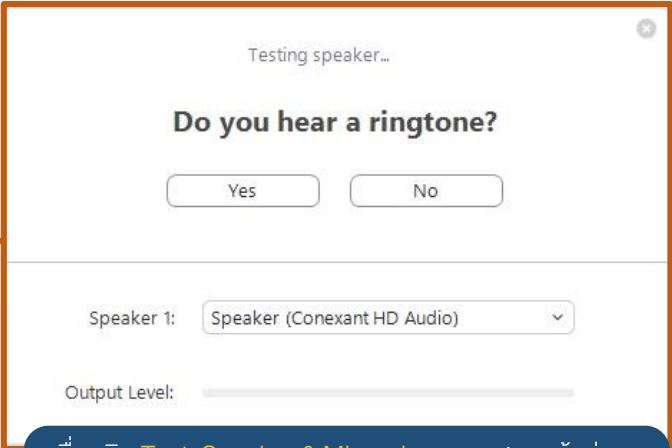 Testing speaker...
Do you hear a ringtone?
Yes No
Speaker 1: Speaker (Conexant HD Audio)
Output Level:
Test Speaker & Microphone